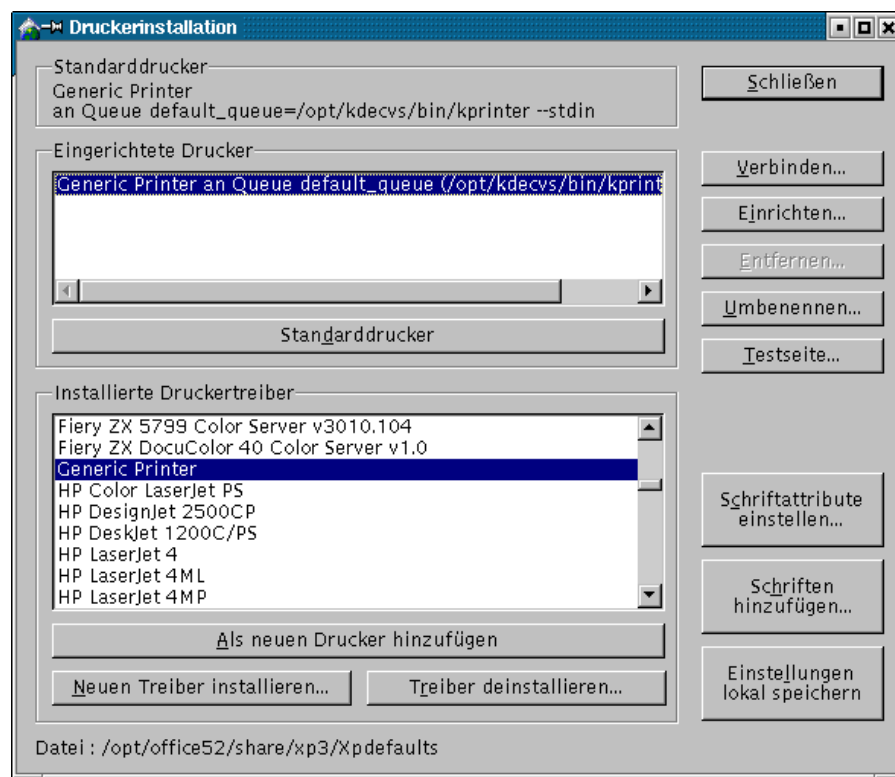 Druckerinstallation
Standarddrucker
Generic Printer
an Queue default_queue=/opt/kdecvs/bin/kprinter --stdin
Schließen
Eingerichtete Drucker
Generic Printer an Queue default_queue (/opt/kdecvs/bin/kprint
Verbinden...
Einrichten...
Entfernen...
Umbenennen...
Standarddrucker
Testseite...
Installierte Druckertreiber
Fiery ZX 5799 Color Server v3010.104
Fiery ZX DocuColor 40 Color Server v1.0
Generic Printer
HP Color LaserJet PS
HP DesignJet 2500CP
HP DeskJet 1200C/PS
HP LaserJet 4
HP LaserJet 4ML
HP LaserJet 4MP
Schriftattribute
einstellen...
Schriften
hinzufügen...
Als neuen Drucker hinzufügen
Neuen Treiber installieren...
Treiber deinstallieren...
Einstellungen
lokal speichern
Datei : /opt/office52/share/xp3/Xpdefaults